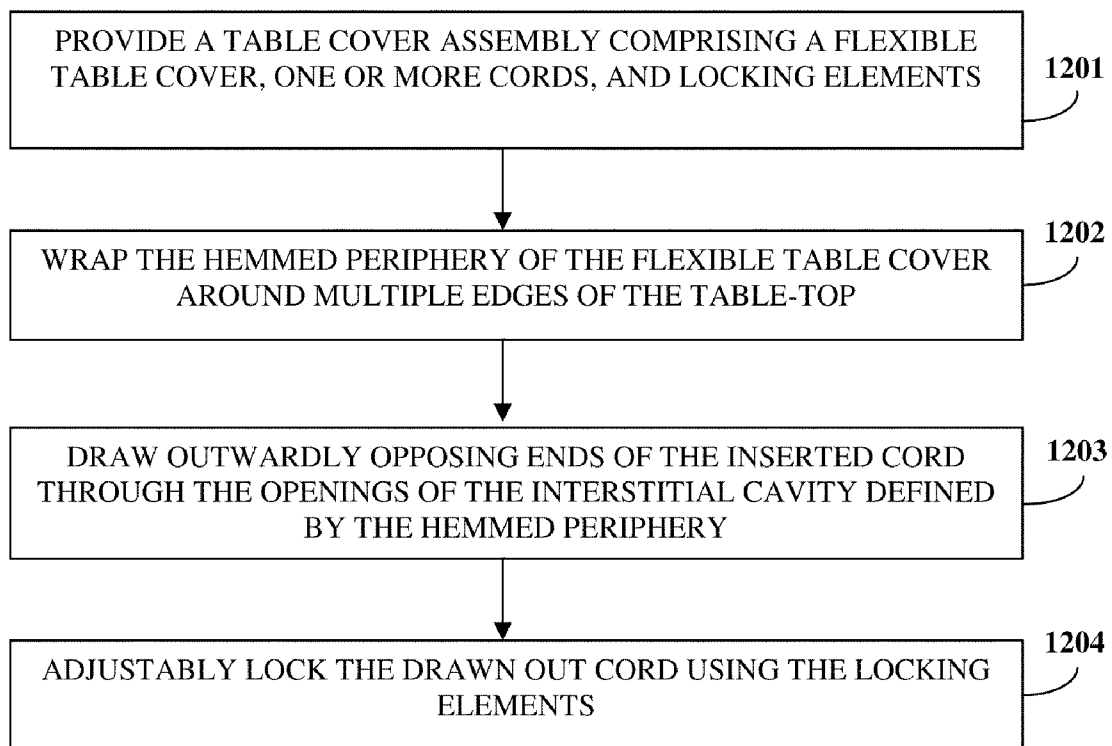 PROVIDE A TABLE COVER ASSEMBLY COMPRISING A FLEXIBLE
TABLE COVER, ONE OR MORE CORDS, AND LOCKING ELEMENTS
1201
WRAP THE HEMMED PERIPHERY OF THE FLEXIBLE TABLE COVER
AROUND MULTIPLE EDGES OF THE TABLE-TOP
1202
DRAW OUTWARDLY OPPOSING ENDS OF THE INSERTED CORD
THROUGH THE OPENINGS OF THE INTERSTITIAL CAVITY DEFINED
BY THE HEMMED PERIPHERY
1203
ADJUSTABLY LOCK THE DRAWN OUT CORD USING THE LOCKING
ELEMENTS
1204